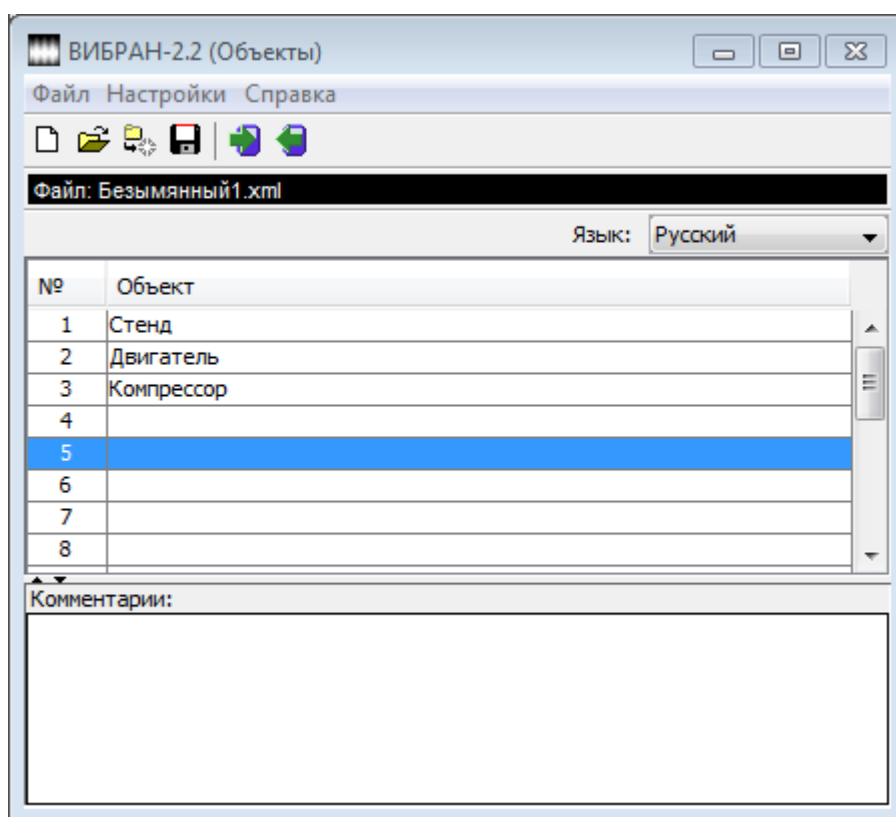 ВИБРАН-2.2 (Объекты)
Файл Настройки Справка
Файл: Безымянный1.xml
Язык: Русский
№ Объект
1 Стенд
2 Двигатель
3 Компрессор
4
5
6
7
8
Комментарии: